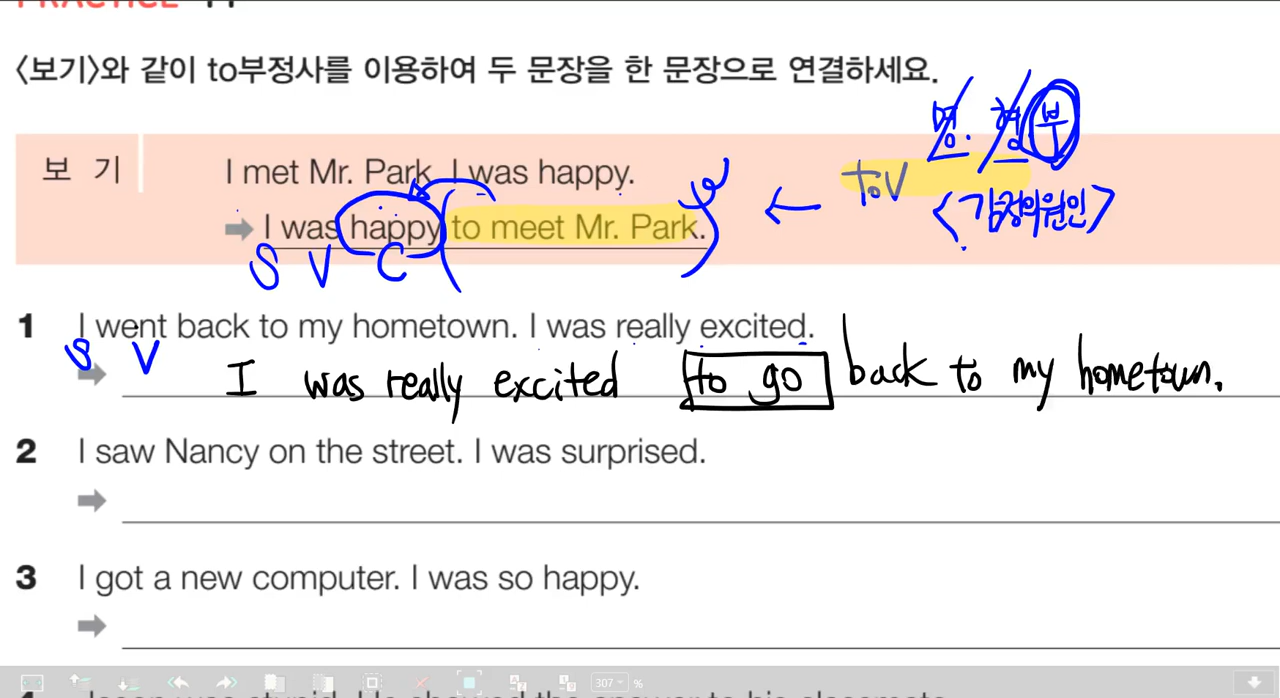 PRACTICE 11
<보기>와 같이 to부정사를 이용하여 두 문장을 한 문장으로 연결하세요.
명. 형 부
보 기 I met Mr. Park. I was happy.
toV
➡ I was happy to meet Mr. Park.
← <감정의원인>
S V C
1 I went back to my hometown. I was really excited.
S V
➡ I was really excited to go back to my hometown.
2 I saw Nancy on the street. I was surprised.
➡
3 I got a new computer. I was so happy.
➡
307 %